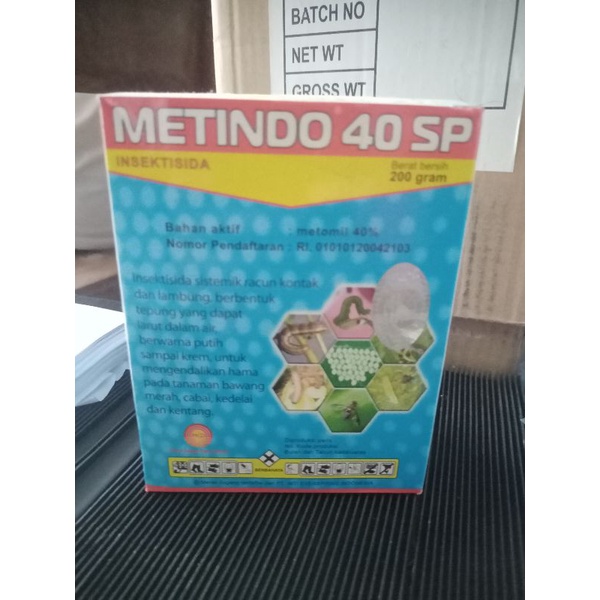 BATCH NO
NET WT
GROSS WT
METINDO 40 SP
INSEKTISIDA
Berat bersih
200 gram
Bahan aktif : metomil 40%
Nomor Pendaftaran : RI. 01010120042103
Insektisida sistemik racun kontak
dan lambung, berbentuk
tepung yang dapat
larut dalam air,
berwarna putih
sampai krem, untuk
mengendalikan hama
pada tanaman bawang
merah, cabai, kedelai
dan kentang.
BERBAHAYA